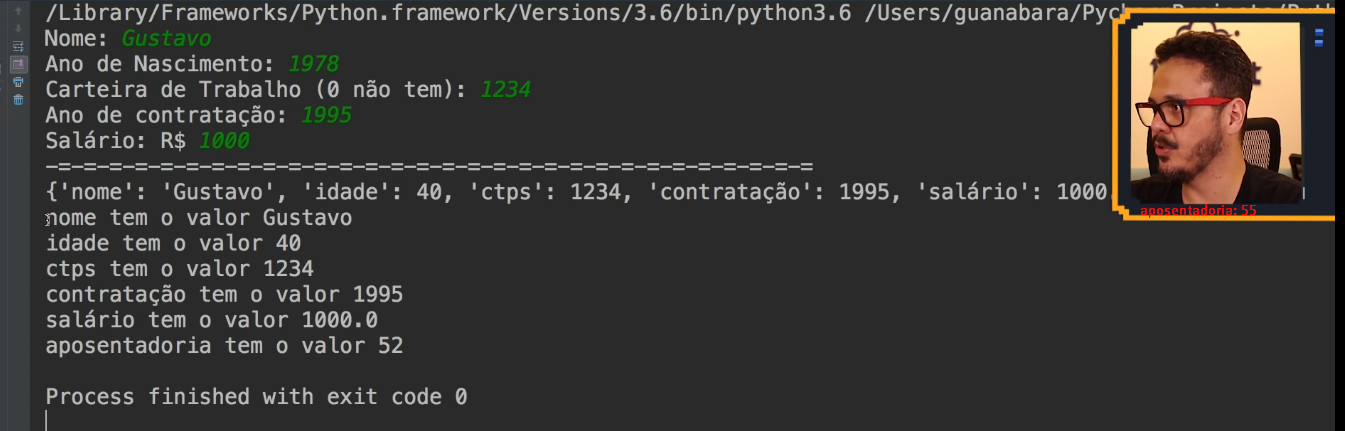 /Library/Frameworks/Python.framework/Versions/3.6/bin/python3.6 /Users/guanabara/
Nome: Gustavo
Ano de Nascimento: 1978
Carteira de Trabalho (0 não tem): 1234
Ano de contratação: 1995
Salário: R$ 1000
-=-=-=-=-=-=-=-=-=-=-=-=-=-=-=-=-=-=-=-=-=-=-=-=-=-=-=-=-=-=
{'nome': 'Gustavo', 'idade': 40, 'ctps': 1234, 'contratação': 1995, 'salário': 1000
aposentadoria: 55
nome tem o valor Gustavo
idade tem o valor 40
ctps tem o valor 1234
contratação tem o valor 1995
salário tem o valor 1000.0
aposentadoria tem o valor 52
Process finished with exit code 0